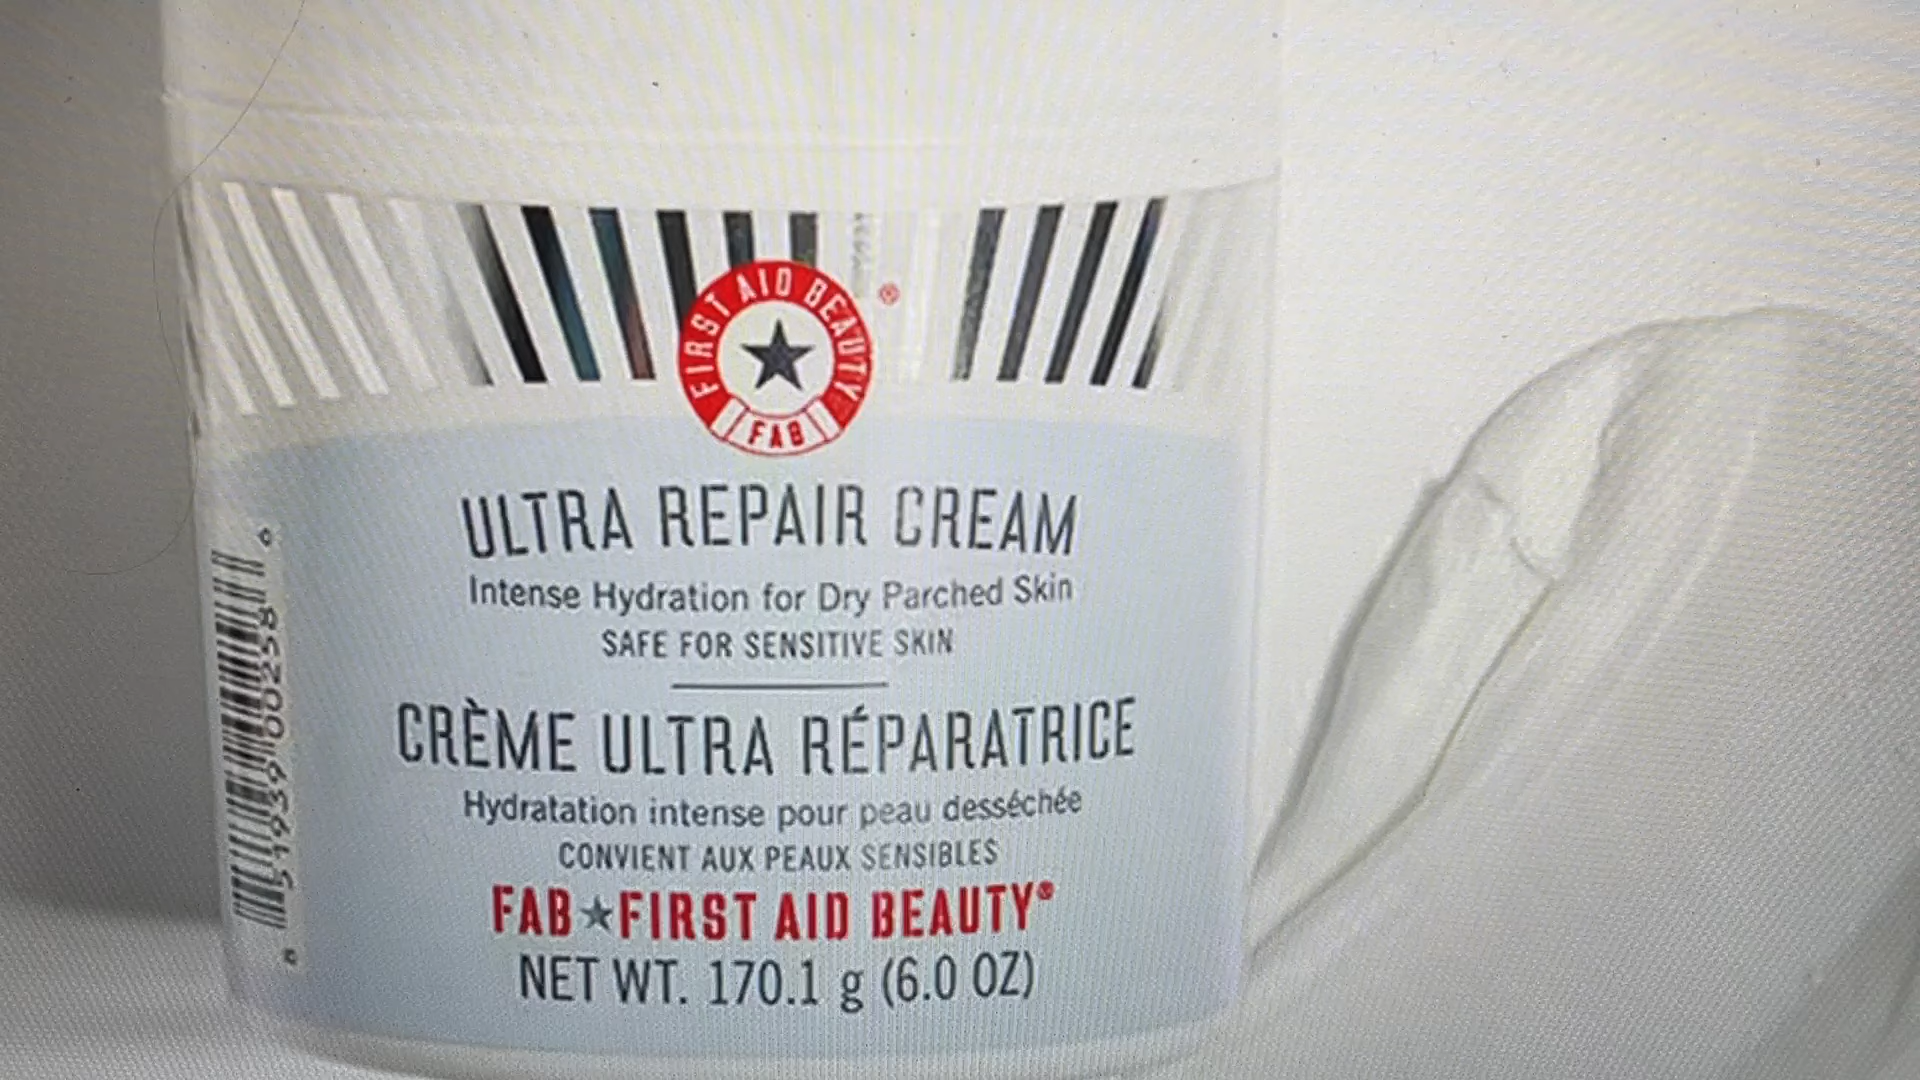 FIRST AID BEAUTY
FAB
®
ULTRA REPAIR CREAM
Intense Hydration for Dry Parched Skin
SAFE FOR SENSITIVE SKIN
CRÈME ULTRA RÉPARATRICE
Hydratation intense pour peau desséchée
CONVIENT AUX PEAUX SENSIBLES
FAB★FIRST AID BEAUTY®
NET WT. 170.1 g (6.0 OZ)